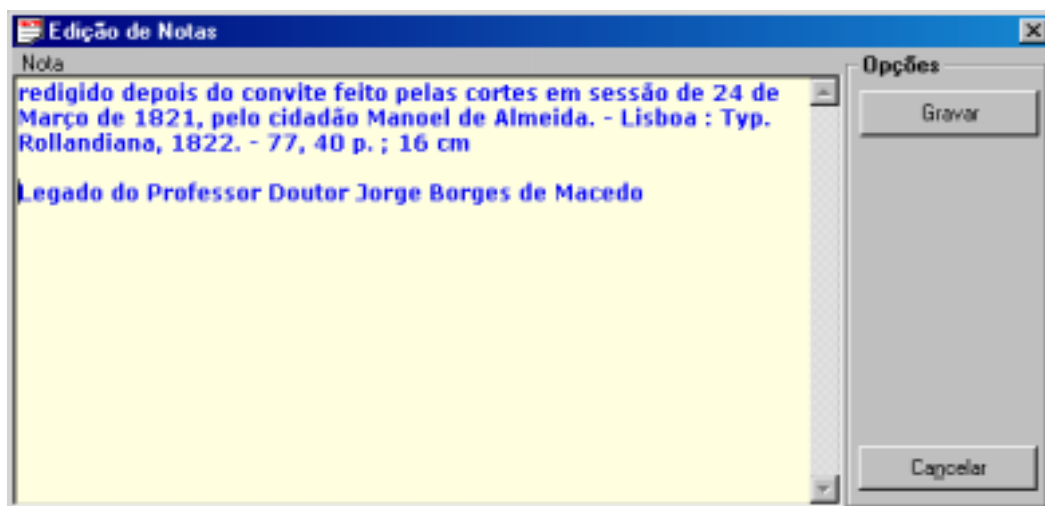 Edição de Notas
Nota
redigido depois do convite feito pelas cortes em sessão de 24 de
Março de 1821, pelo cidadão Manoel de Almeida. - Lisboa : Typ.
Rollandiana, 1822. - 77, 40 p. ; 16 cm
Legado do Professor Doutor Jorge Borges de Macedo
Opções
Gravar
Cancelar